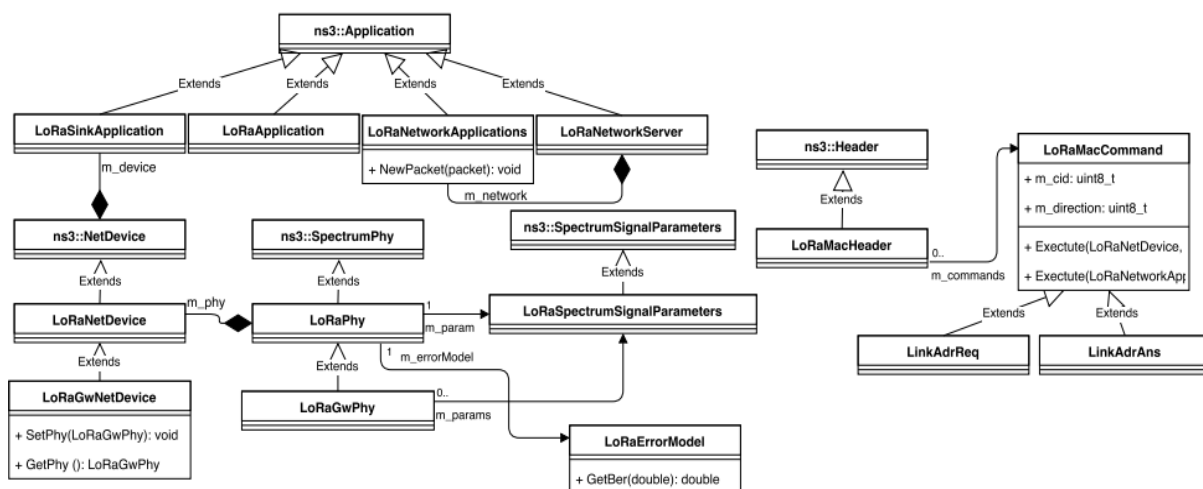 ns3::Application
Extends
Extends
Extends
Extends
LoRaSinkApplication
LoRaApplication
LoRaNetworkApplications
+ NewPacket(packet): void
LoRaNetworkServer
m_device
m_network
ns3::NetDevice
ns3::SpectrumPhy
ns3::SpectrumSignalParameters
Extends
Extends
Extends
LoRaNetDevice
m_phy
LoRaPhy
1
m_param
LoRaSpectrumSignalParameters
1
m_errorModel
Extends
Extends
LoRaGwNetDevice
+ SetPhy(LoRaGwPhy): void
+ GetPhy (): LoRaGwPhy
LoRaGwPhy
0..
m_params
LoRaErrorModel
+ GetBer(double): double
ns3::Header
Extends
LoRaMacHeader
0..
m_commands
LoRaMacCommand
+ m_cid: uint8_t
+ m_direction: uint8_t
+ Exectute(LoRaNetDevice,
+ Exectute(LoRaNetworkApp
Extends
Extends
LinkAdrReq
LinkAdrAns